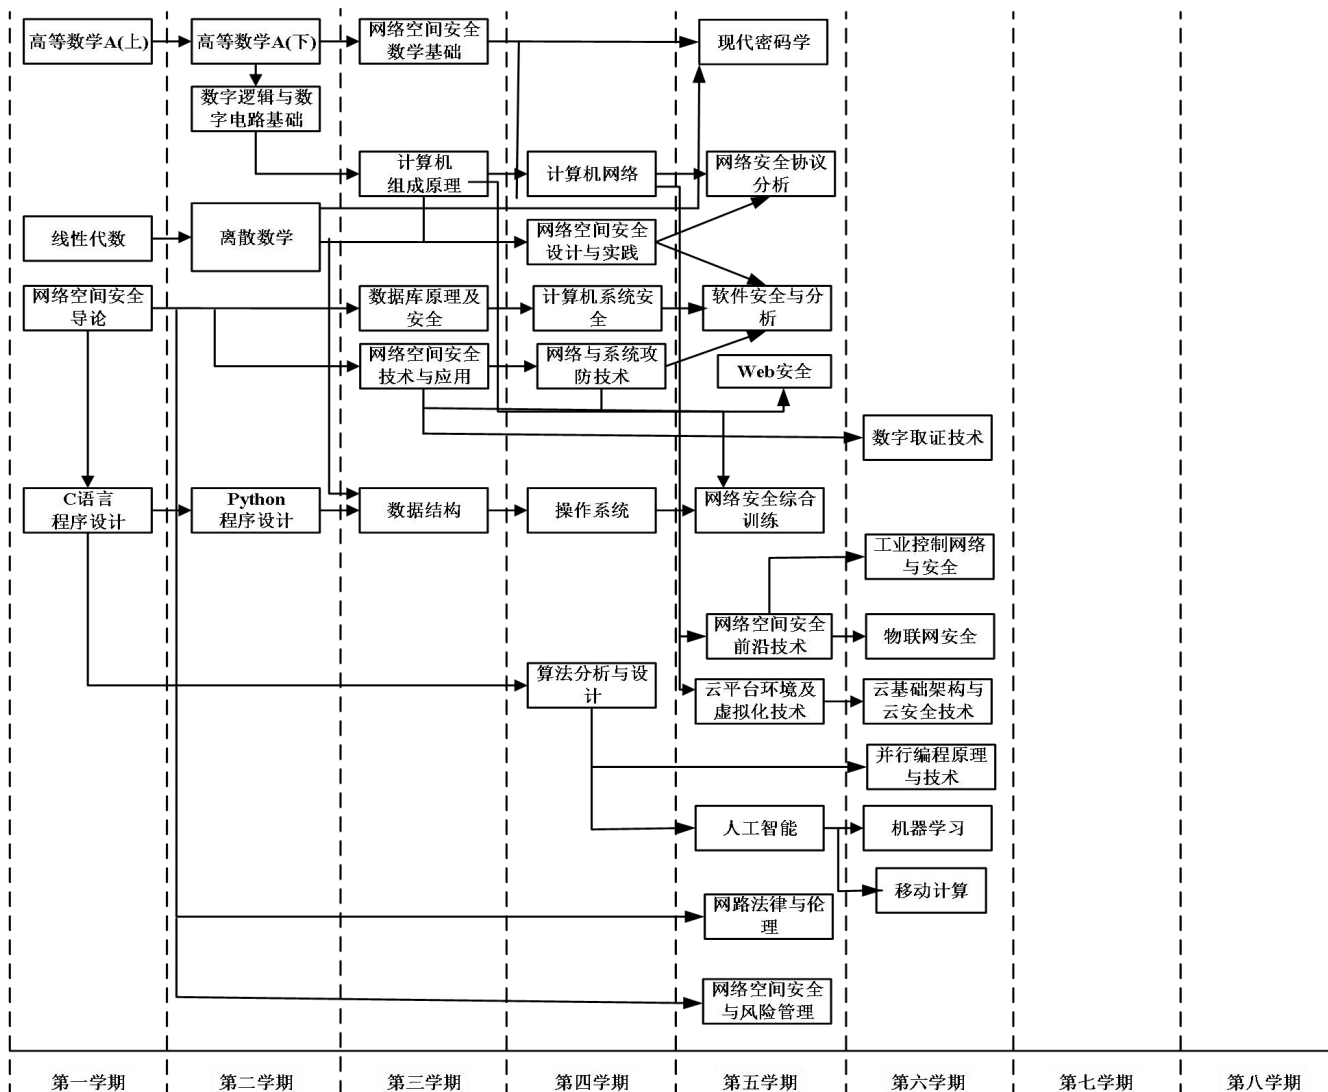 高等数学A(上)
高等数学A(下)
网络空间安全
数学基础
现代密码学
数字逻辑与数
字电路基础
计算机
组成原理
计算机网络
网络安全协议
分析
线性代数
离散数学
网络空间安全
设计与实践
网络空间安全
导论
数据库原理及
安全
计算机系统安
全
软件安全与分
析
网络空间安全
技术与应用
网络与系统攻
防技术
Web安全
数字取证技术
C语言
程序设计
Python
程序设计
数据结构
操作系统
网络安全综合
训练
工业控制网络
与安全
网络空间安全
前沿技术
物联网安全
算法分析与设
计
云平台环境及
虚拟化技术
云基础架构与
云安全技术
并行编程原理
与技术
人工智能
机器学习
移动计算
网路法律与伦
理
网络空间安全
与风险管理
第一学期
第二学期
第三学期
第四学期
第五学期
第六学期
第七学期
第八学期